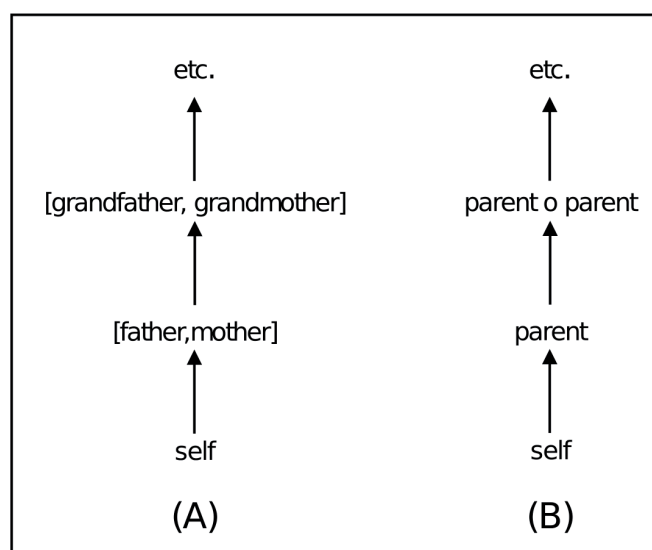 etc. etc.
[grandfather, grandmother] parent o parent
[father,mother] parent
self self
(A) (B)